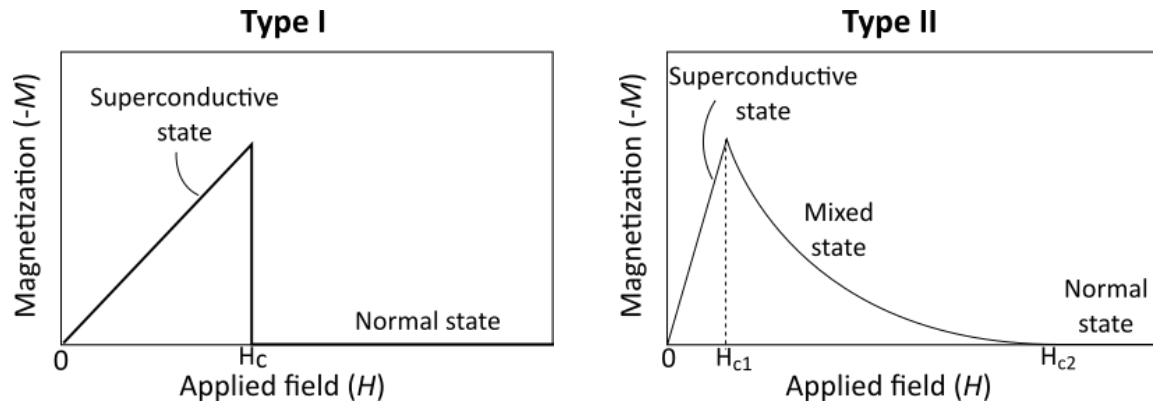 Type I
Magnetization (-M)
Superconductive
state
Normal state
0
Hc
Applied field (H)
Type II
Magnetization (-M)
Superconductive
state
Mixed
state
Normal
state
0
Hc1
Hc2
Applied field (H)